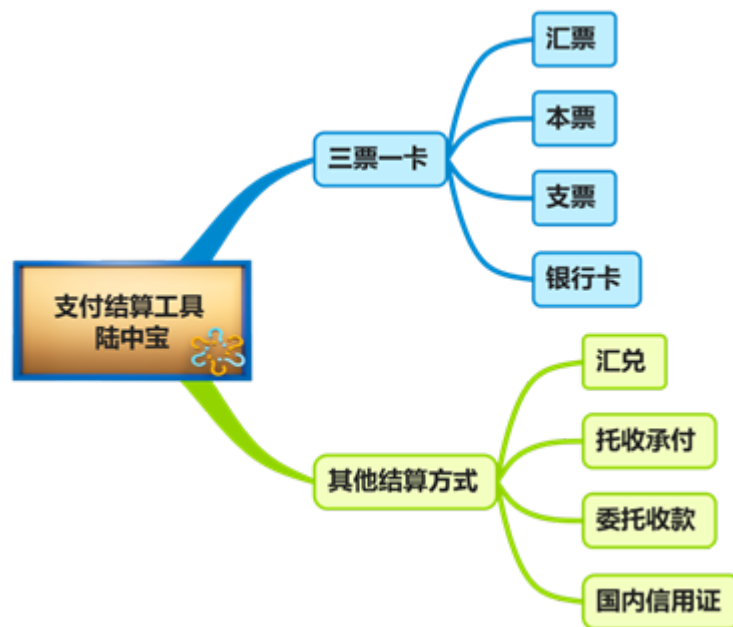 汇票
本票
三票一卡
支票
银行卡
支付结算工具
陆中宝
汇兑
托收承付
其他结算方式
委托收款
国内信用证